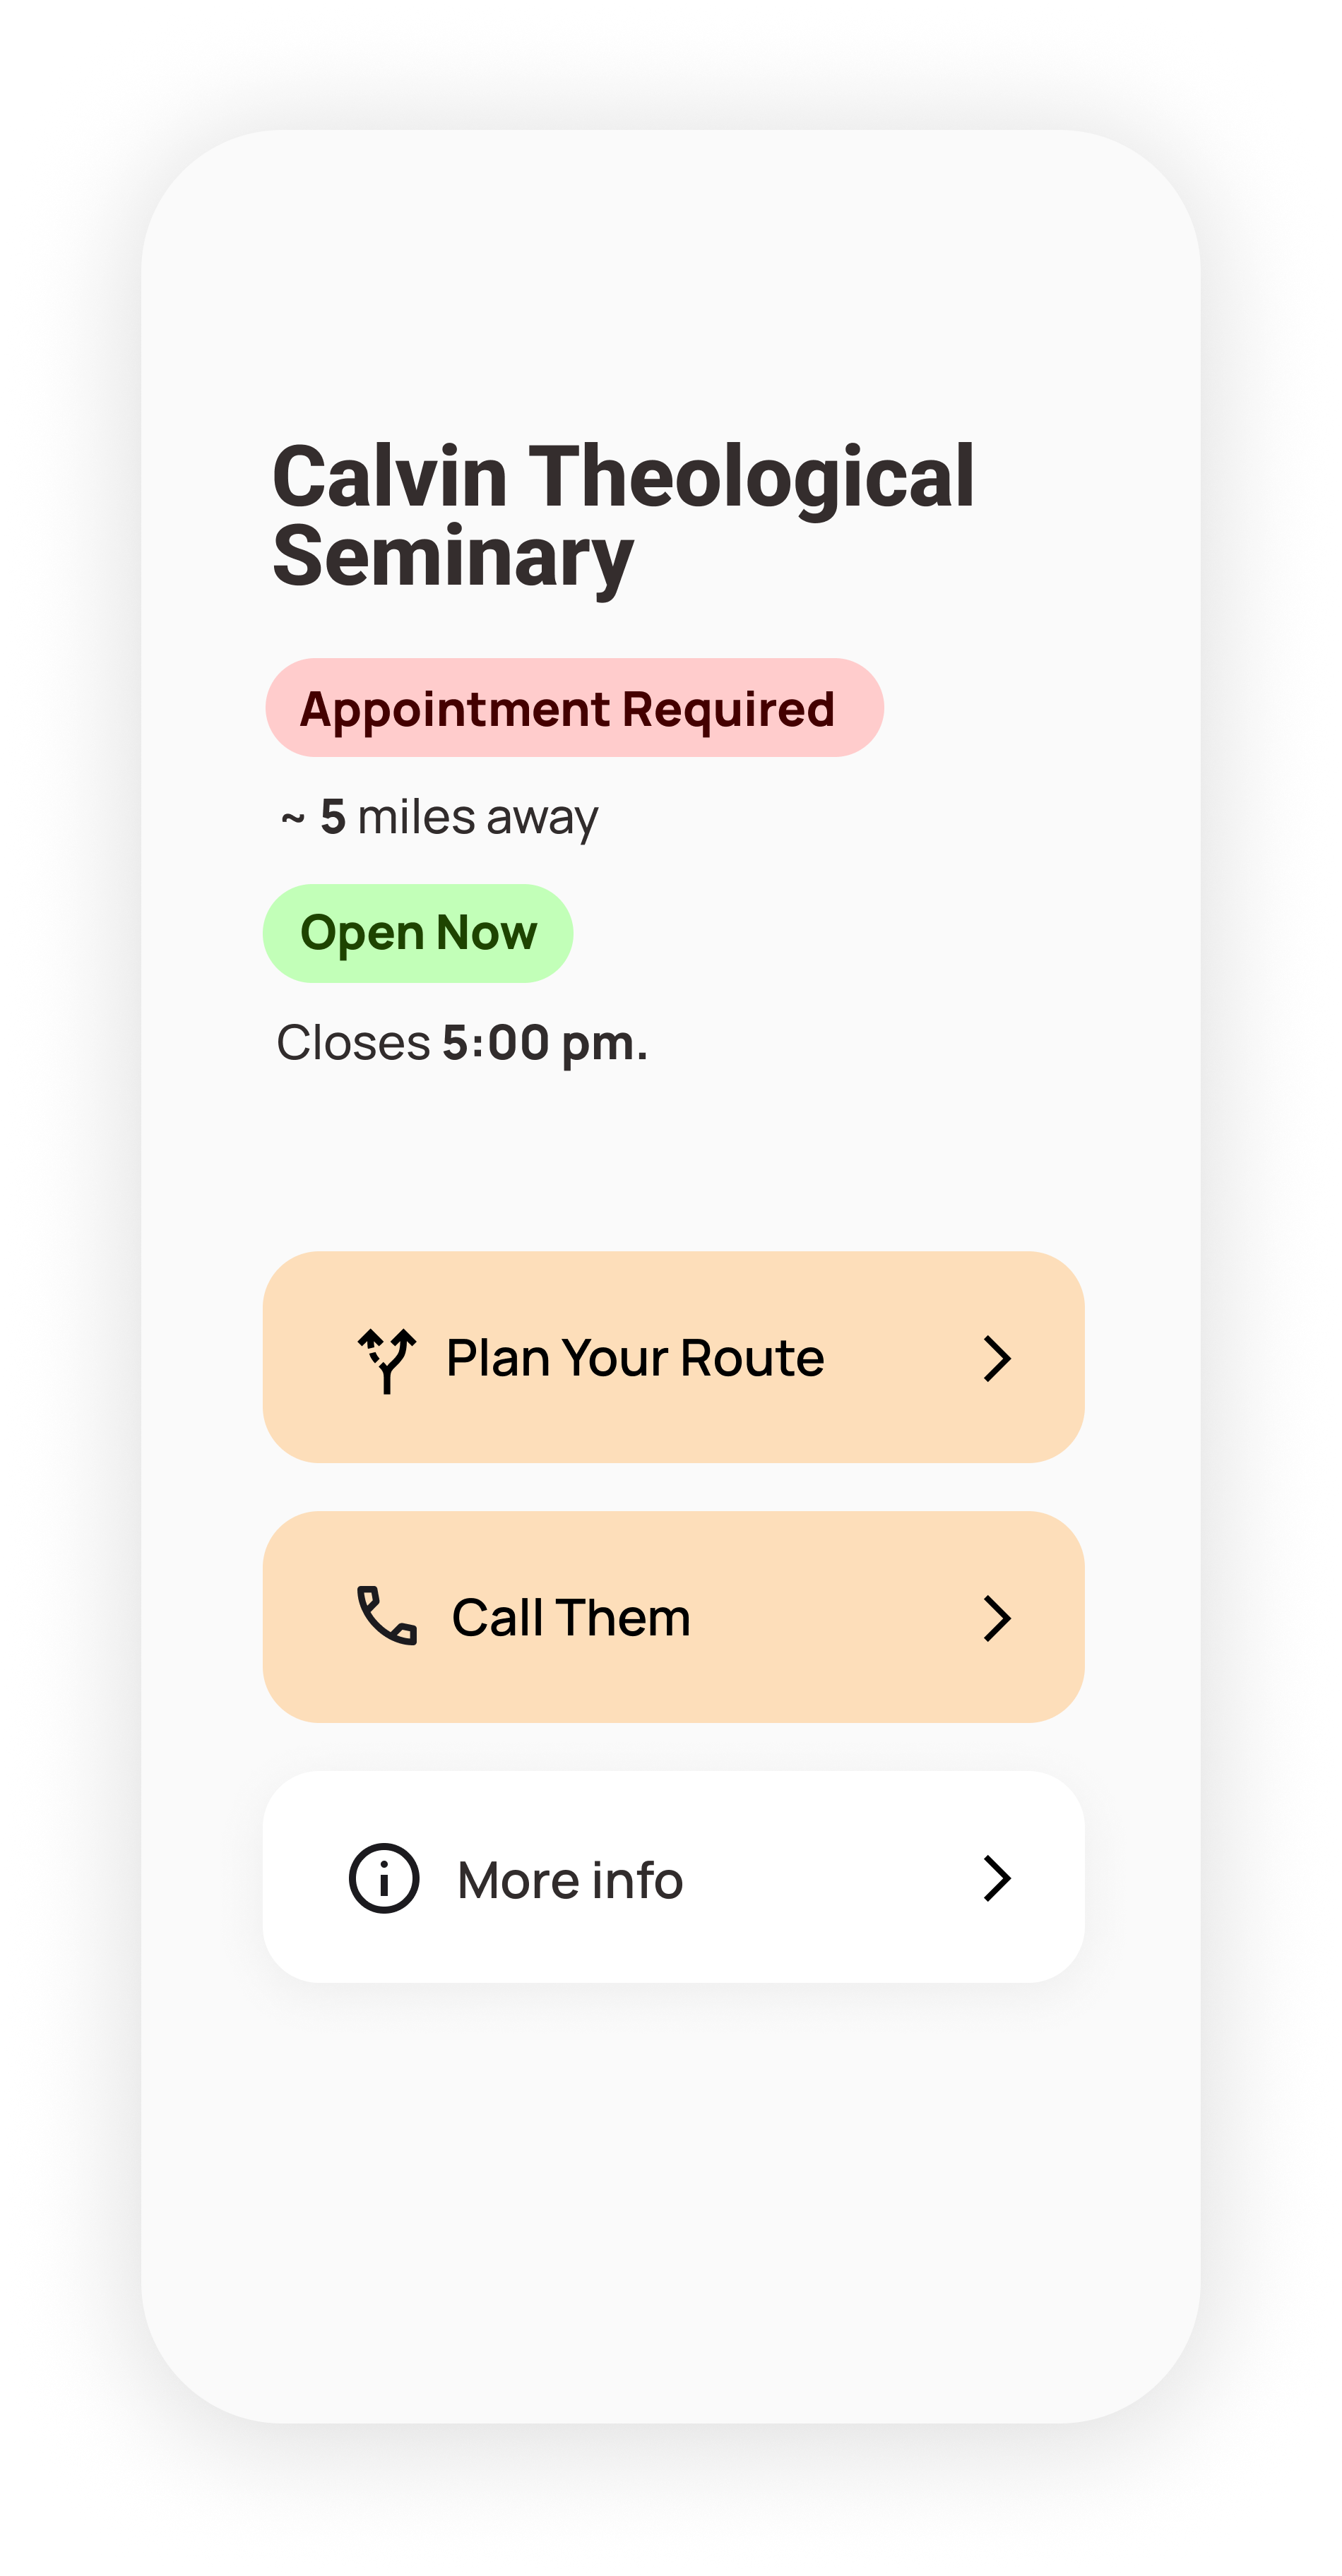 Calvin Theological
Seminary
Appointment Required
~ 5 miles away
Open Now
Closes 5:00 pm.
Plan Your Route
Call Them
More info